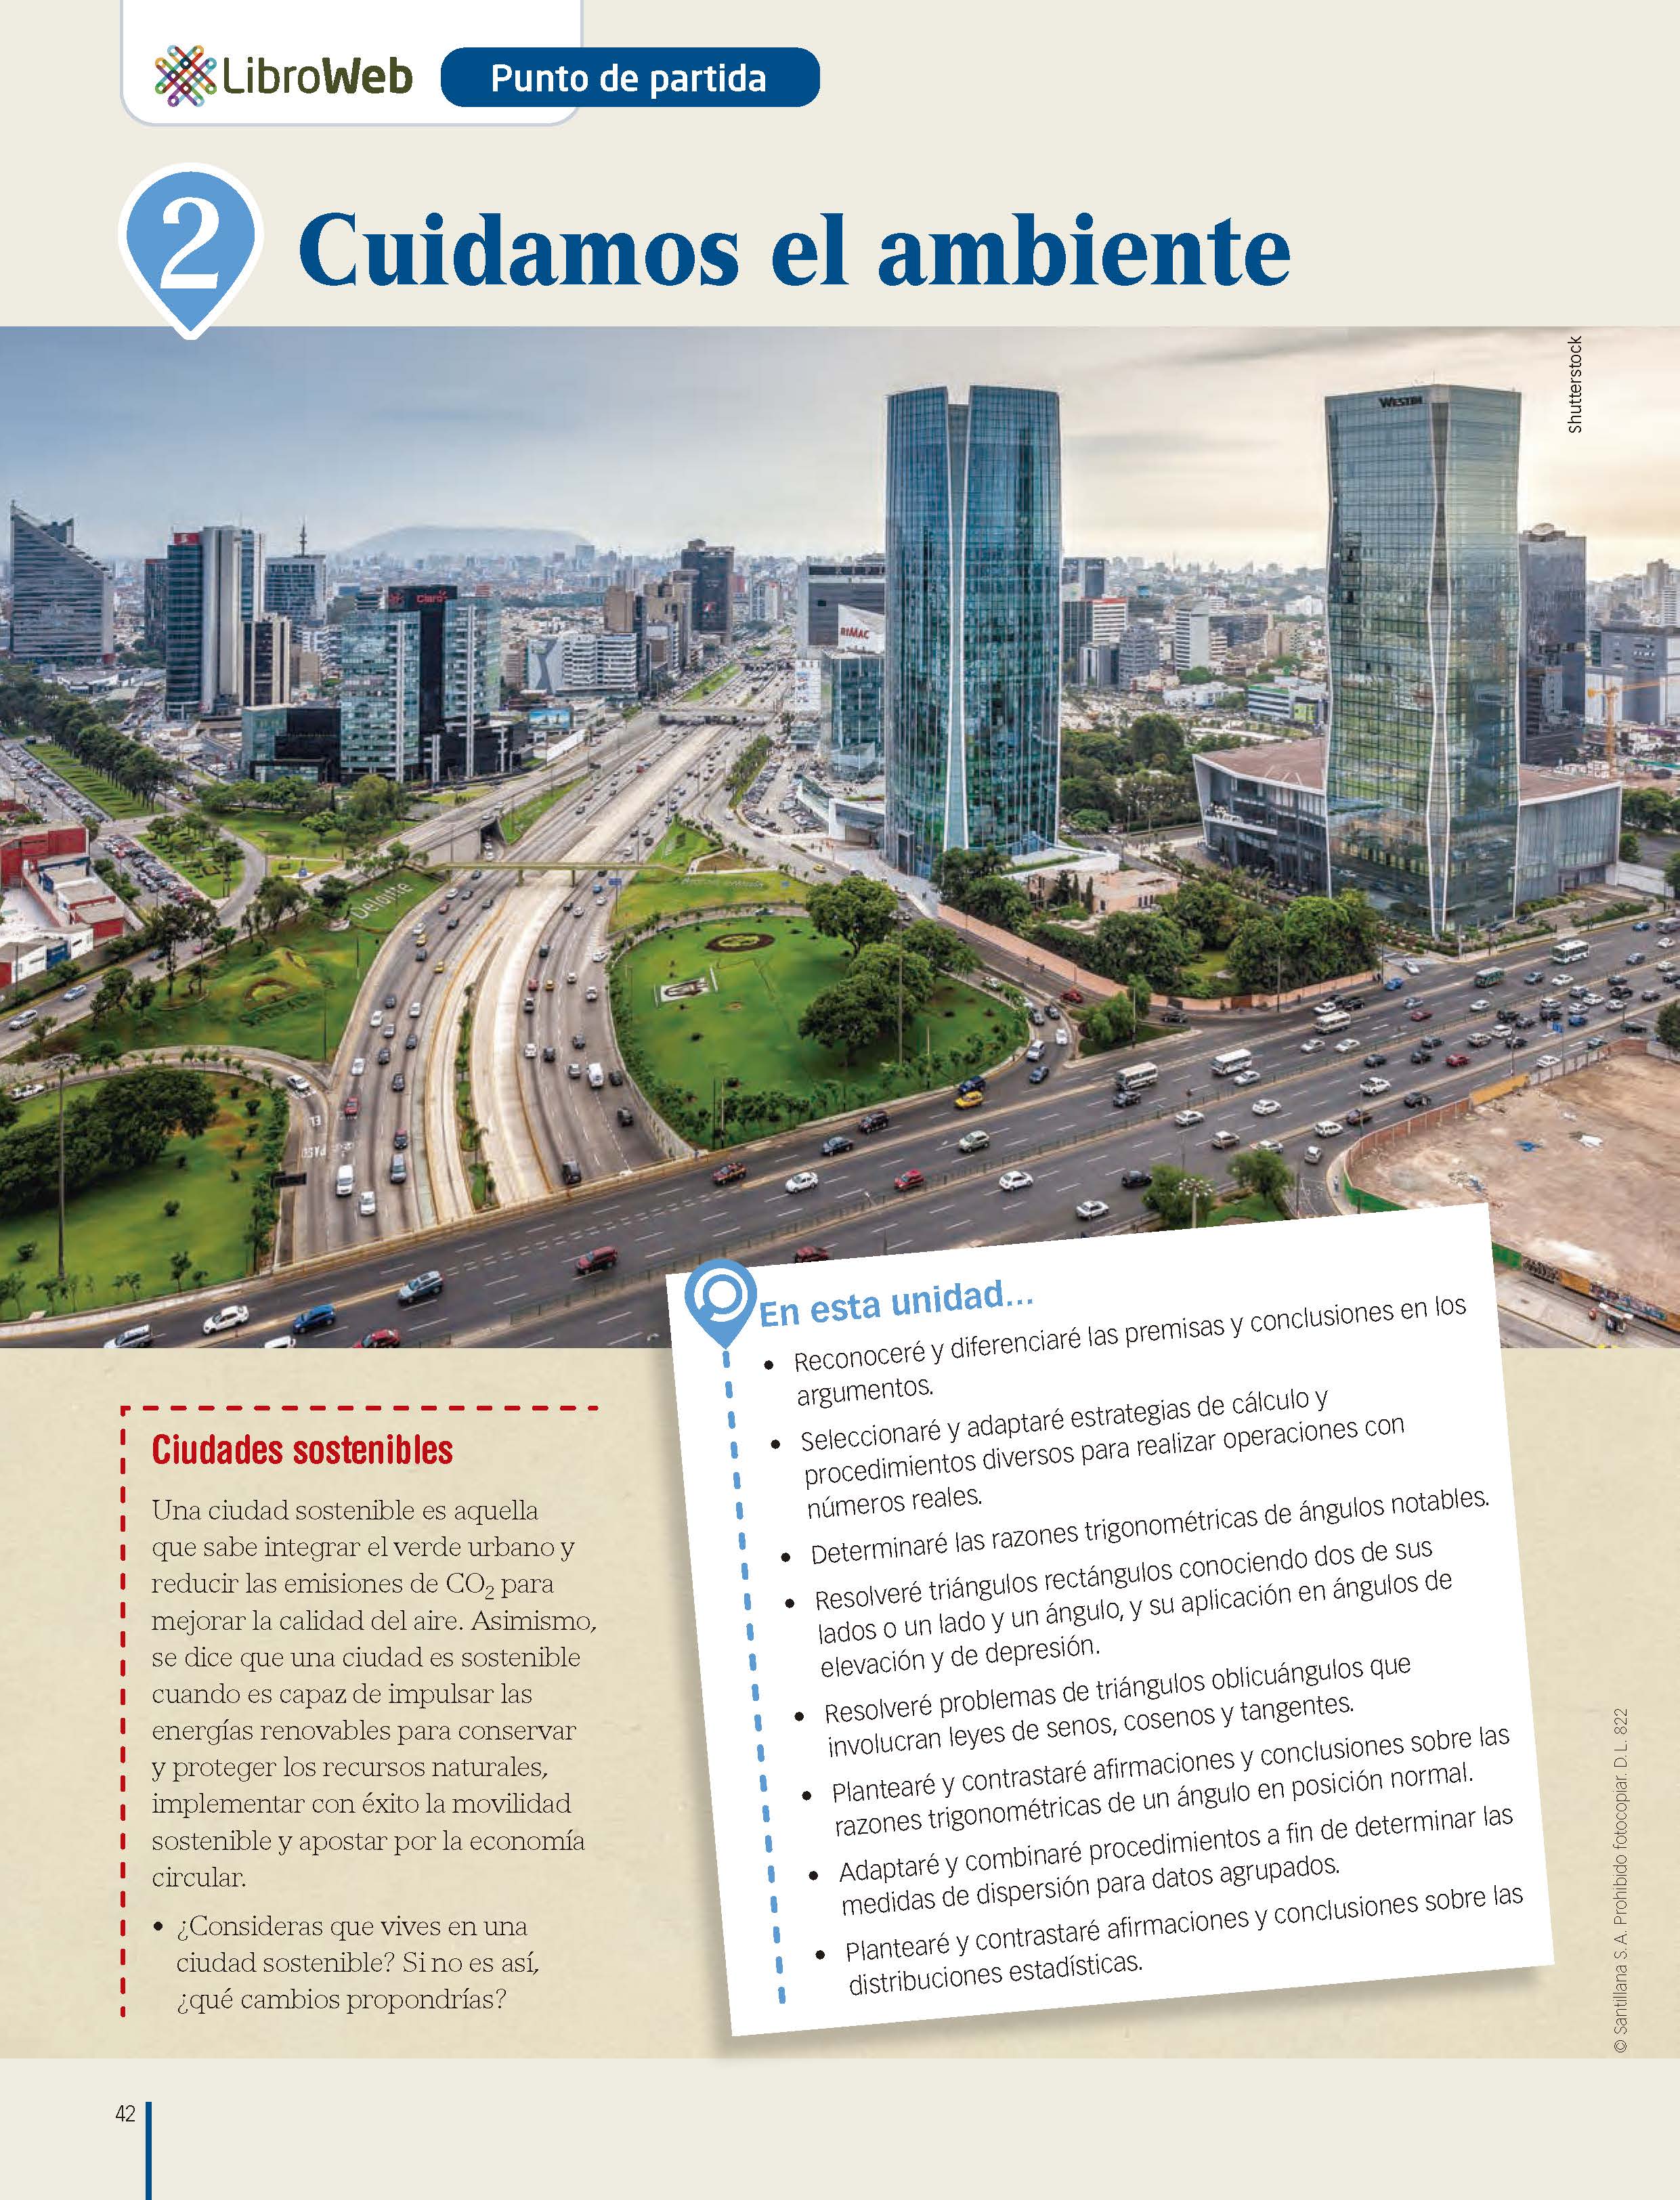 LibroWeb
Punto de partida
2
Cuidamos el ambiente
Shutterstock
WESTIN
Claro
RIMAC
Deloitte
En esta unidad...
• Reconoceré y diferenciaré las premisas y conclusiones en los
argumentos.
• Seleccionaré y adaptaré estrategias de cálculo y
procedimientos diversos para realizar operaciones con
números reales.
• Determinaré las razones trigonométricas de ángulos notables.
• Resolveré triángulos rectángulos conociendo dos de sus
lados o un lado y un ángulo, y su aplicación en ángulos de
elevación y de depresión.
• Resolveré problemas de triángulos oblicuángulos que
involucran leyes de senos, cosenos y tangentes.
• Plantearé y contrastaré afirmaciones y conclusiones sobre las
razones trigonométricas de un ángulo en posición normal.
• Adaptaré y combinaré procedimientos a fin de determinar las
medidas de dispersión para datos agrupados.
• Plantearé y contrastaré afirmaciones y conclusiones sobre las
distribuciones estadísticas.
Ciudades sostenibles
Una ciudad sostenible es aquella
que sabe integrar el verde urbano y
reducir las emisiones de CO₂ para
mejorar la calidad del aire. Asimismo,
se dice que una ciudad es sostenible
cuando es capaz de impulsar las
energías renovables para conservar
y proteger los recursos naturales,
implementar con éxito la movilidad
sostenible y apostar por la economía
circular.
• ¿Consideras que vives en una
ciudad sostenible? Si no es así,
¿qué cambios propondrías?
© Santillana S. A. Prohibido fotocopiar. D. L. 822
42